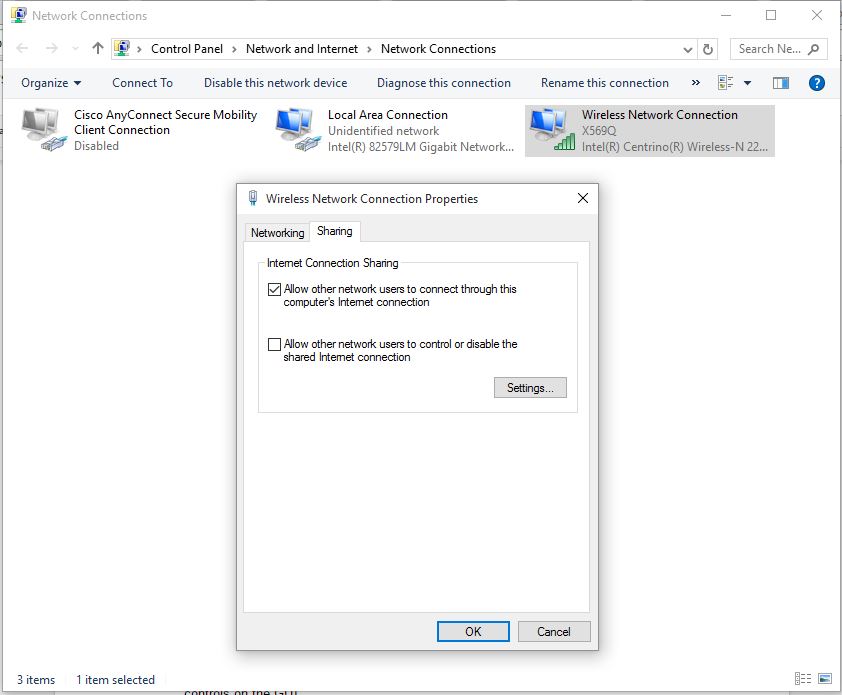 Network Connections
Control Panel > Network and Internet > Network Connections
Search Ne...
Organize
Connect To
Disable this network device
Diagnose this connection
Rename this connection
»
?
Cisco AnyConnect Secure Mobility
Client Connection
Disabled
Local Area Connection
Unidentified network
Intel(R) 82579LM Gigabit Network...
Wireless Network Connection
X569Q
Intel(R) Centrino(R) Wireless-N 22...
Wireless Network Connection Properties
Networking
Sharing
Internet Connection Sharing
Allow other network users to connect through this
computer's Internet connection
Allow other network users to control or disable the
shared Internet connection
Settings...
OK
Cancel
3 items
1 item selected